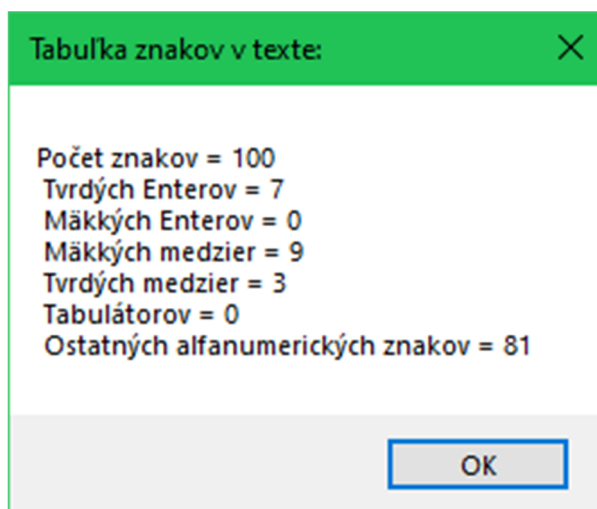 Tabuľka znakov v texte:
Počet znakov = 100
Tvrdých Enterov = 7
Mäkkých Enterov = 0
Mäkkých medzier = 9
Tvrdých medzier = 3
Tabulátorov = 0
Ostatných alfanumerických znakov = 81
OK